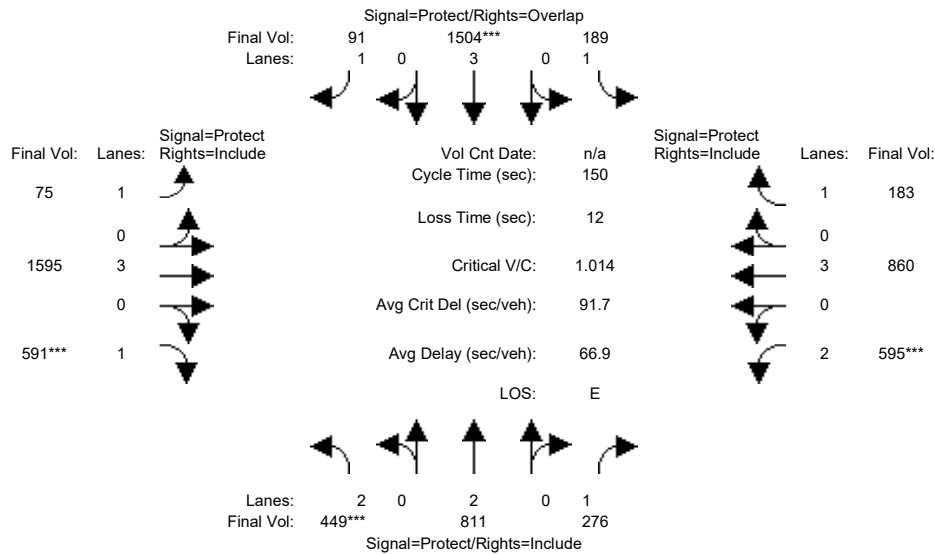 Signal=Protect/Rights=Overlap
Final Vol: 91 1504*** 189
Lanes: 1 0 3 0 1
Signal=Protect Signal=Protect
Final Vol: Lanes: Rights=Include Vol Cnt Date: n/a Rights=Include Lanes: Final Vol:
Cycle Time (sec): 150
75 1 1 183
Loss Time (sec): 12
0 0
1595 3 Critical V/C: 1.014 3 860
0 Avg Crit Del (sec/veh): 91.7 0
591*** 1 Avg Delay (sec/veh): 66.9 2 595***
LOS: E
Lanes: 2 0 2 0 1
Final Vol: 449*** 811 276
Signal=Protect/Rights=Include